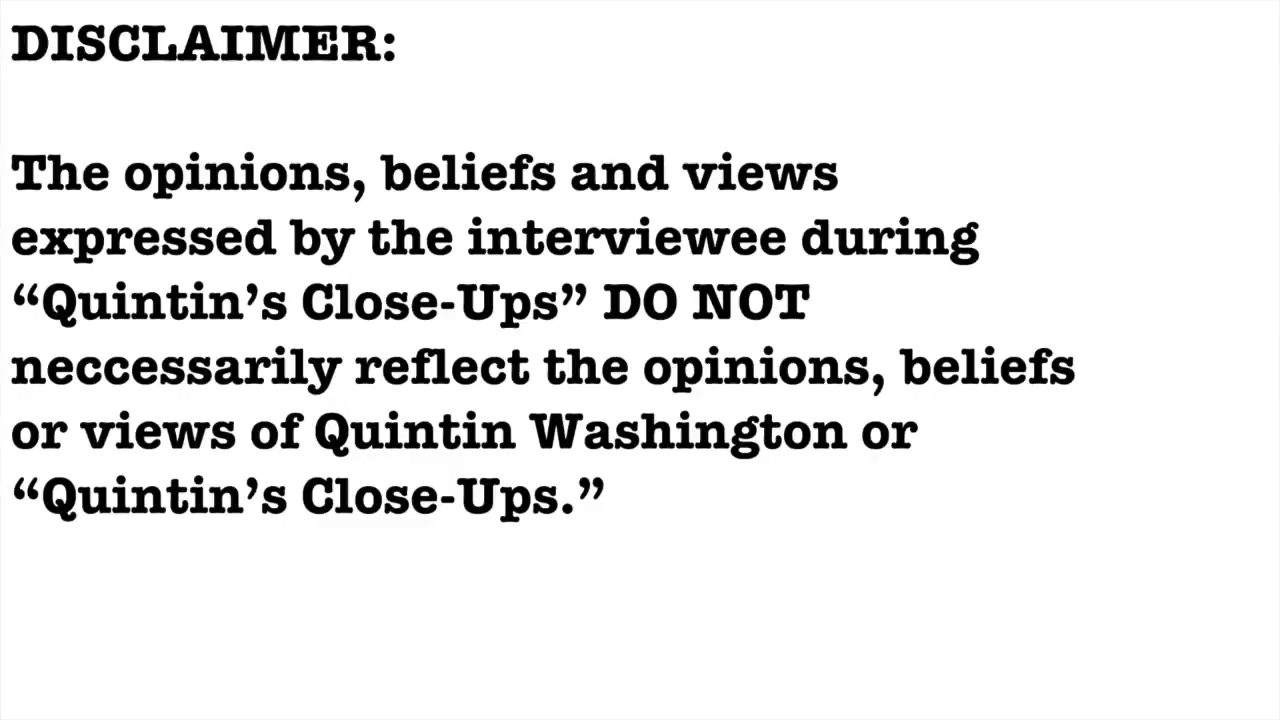 DISCLAIMER:
The opinions, beliefs and views
expressed by the interviewee during
“Quintin’s Close-Ups” DO NOT
neccessarily reflect the opinions, beliefs
or views of Quintin Washington or
“Quintin’s Close-Ups.”